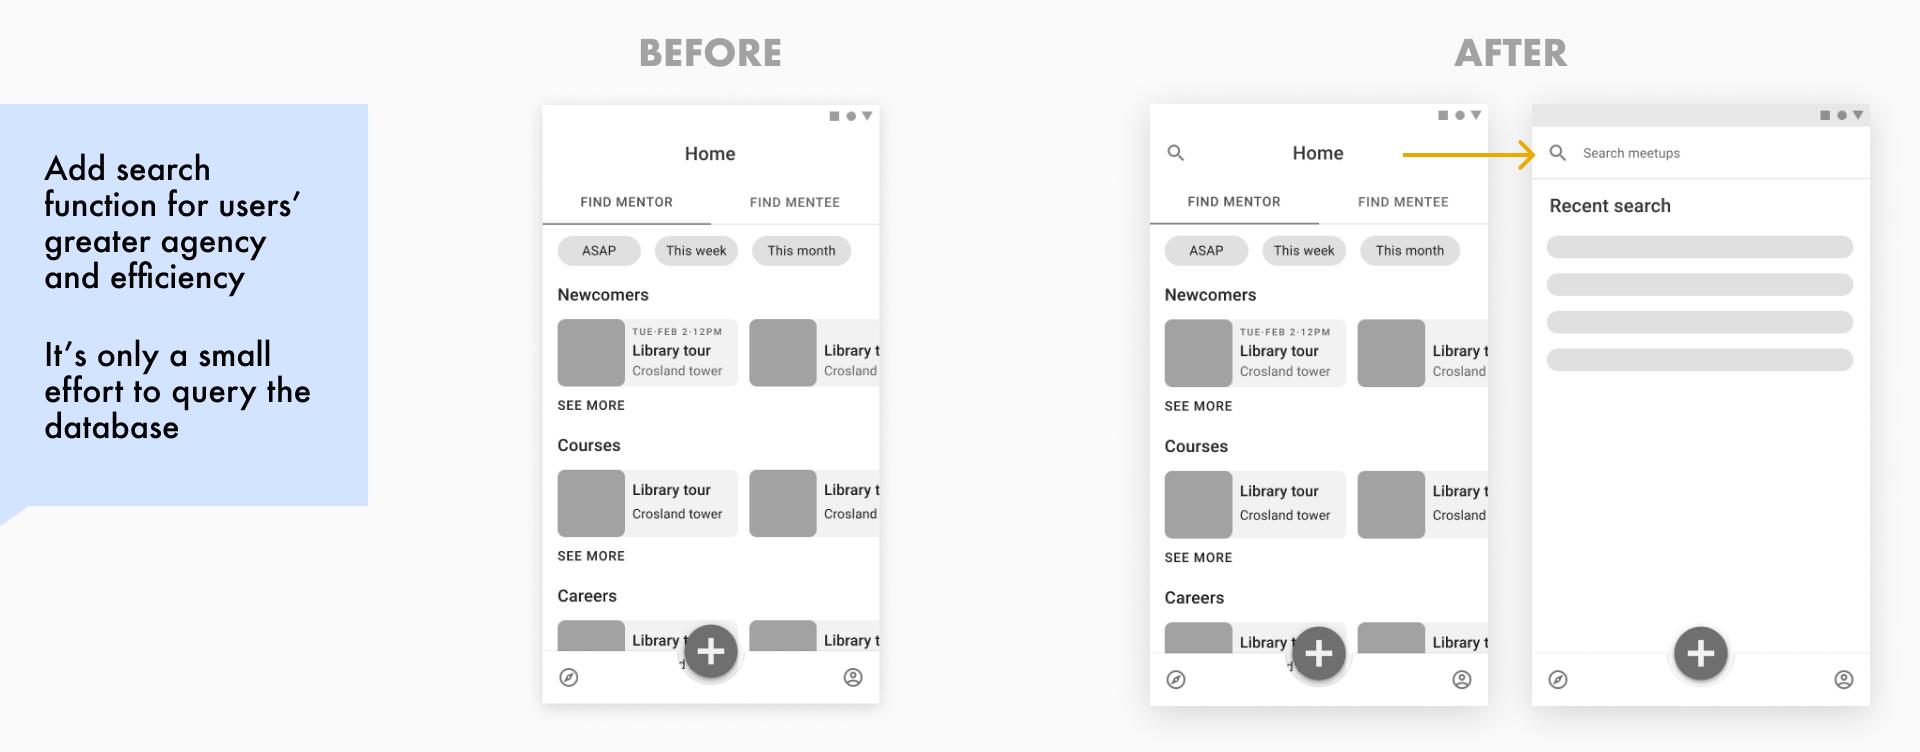 BEFORE
AFTER
Add search
function for users’
greater agency
and efficiency
It’s only a small
effort to query the
database
Home
FIND MENTOR FIND MENTEE
ASAP This week This month
Newcomers
TUE·FEB 2·12PM
Library tour Library t
Crosland tower Crosland
SEE MORE
Courses
Library tour Library t
Crosland tower Crosland
SEE MORE
Careers
Library t Library t
Home
FIND MENTOR FIND MENTEE
ASAP This week This month
Newcomers
TUE·FEB 2·12PM
Library tour Library t
Crosland tower Crosland
SEE MORE
Courses
Library tour Library t
Crosland tower Crosland
SEE MORE
Careers
Library t Library t
Search meetups
Recent search